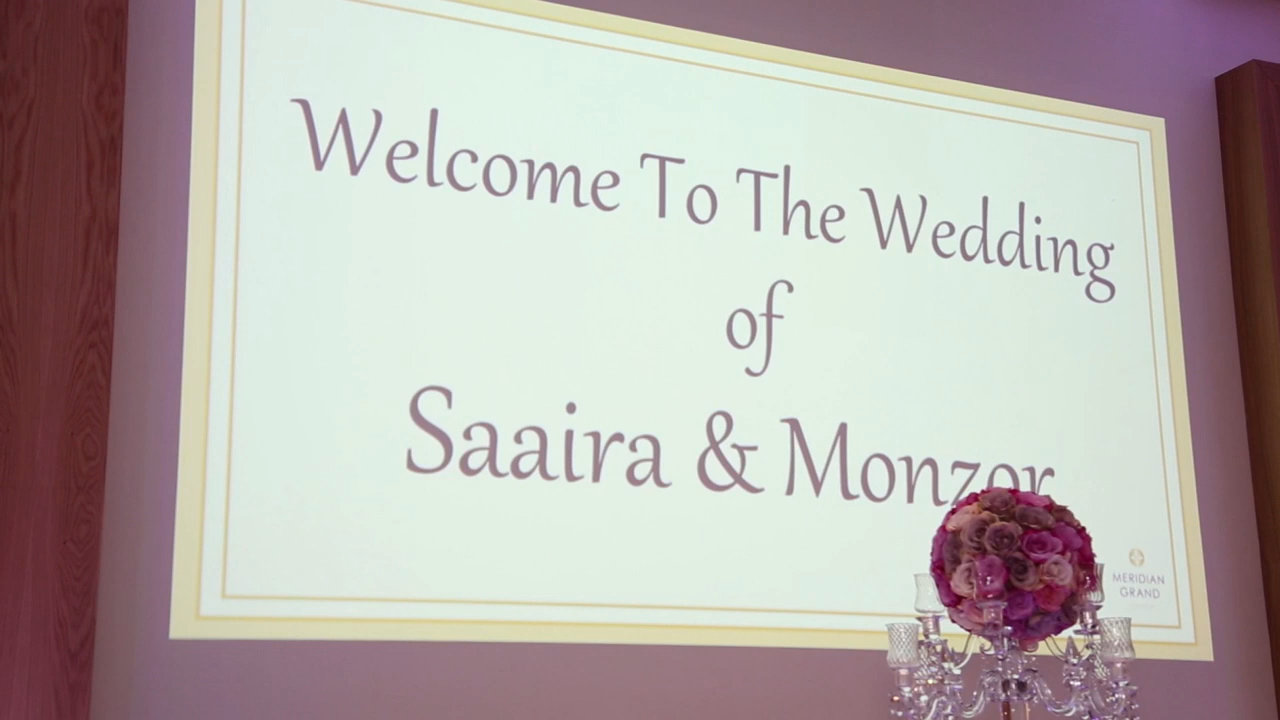 Welcome To The Wedding
of
Saaira & Monzor
MERIDIAN
GRAND